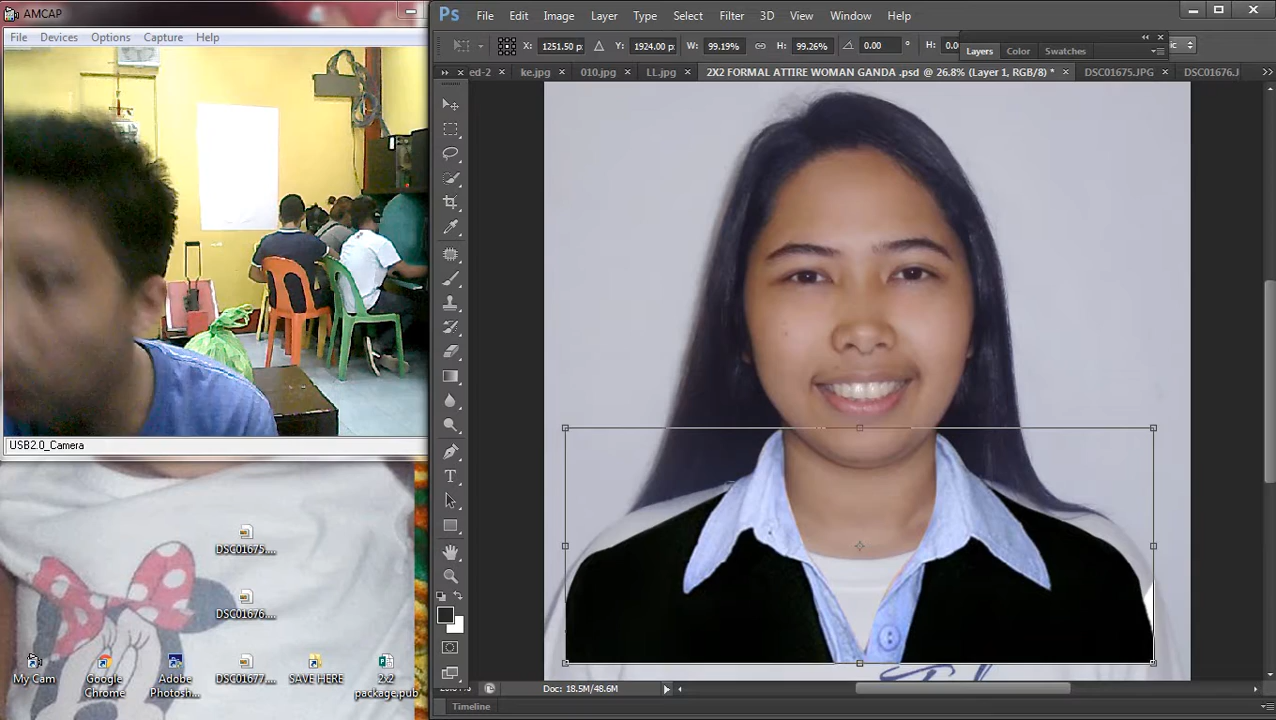 AMCAP
File Devices Options Capture Help
USB2.0_Camera
DSC01675....
DSC01676....
My Cam
Google Chrome
Adobe Photosh...
DSC01677....
SAVE HERE
2x2 package.pub
Ps File Edit Image Layer Type Select Filter 3D View Window Help
X: 1251.50 p Y: 1924.00 p W: 99.19% H: 99.26% 0.00 ° H: 0.0
Layers Color Swatches
ed-2 × ke.jpg × 010.jpg × LL.jpg × 2X2 FORMAL ATTIRE WOMAN GANDA .psd @ 26.8% (Layer 1, RGB/8) * × DSC01675.JPG × DSC01676.J
Doc: 18.5M/48.6M
Timeline